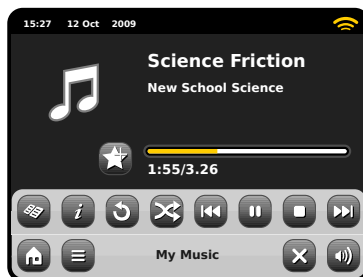 15:27 12 Oct 2009
Science Friction
New School Science
1:55/3.26
i
My Music